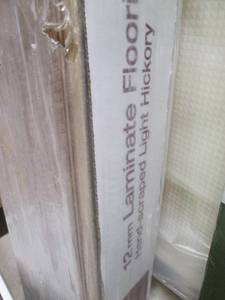 12mm Laminate Floori
Hand-scraped Light Hickory